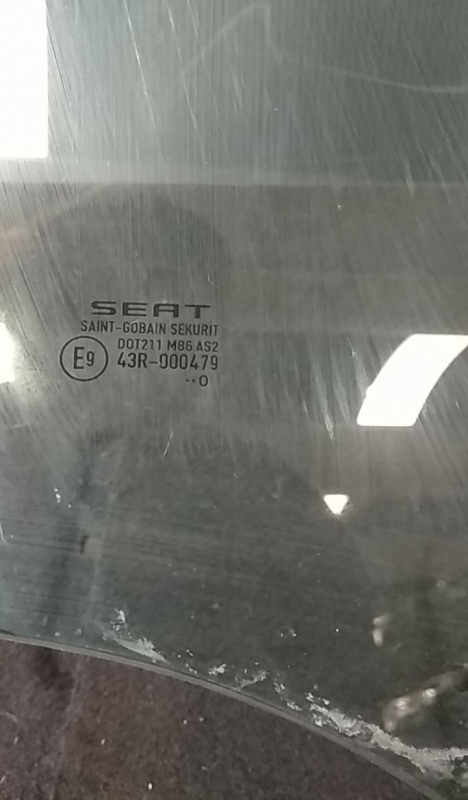 SEAT
SAINT-GOBAIN SEKURIT
DOT211 M86 AS2
E9 43R-000479
··0